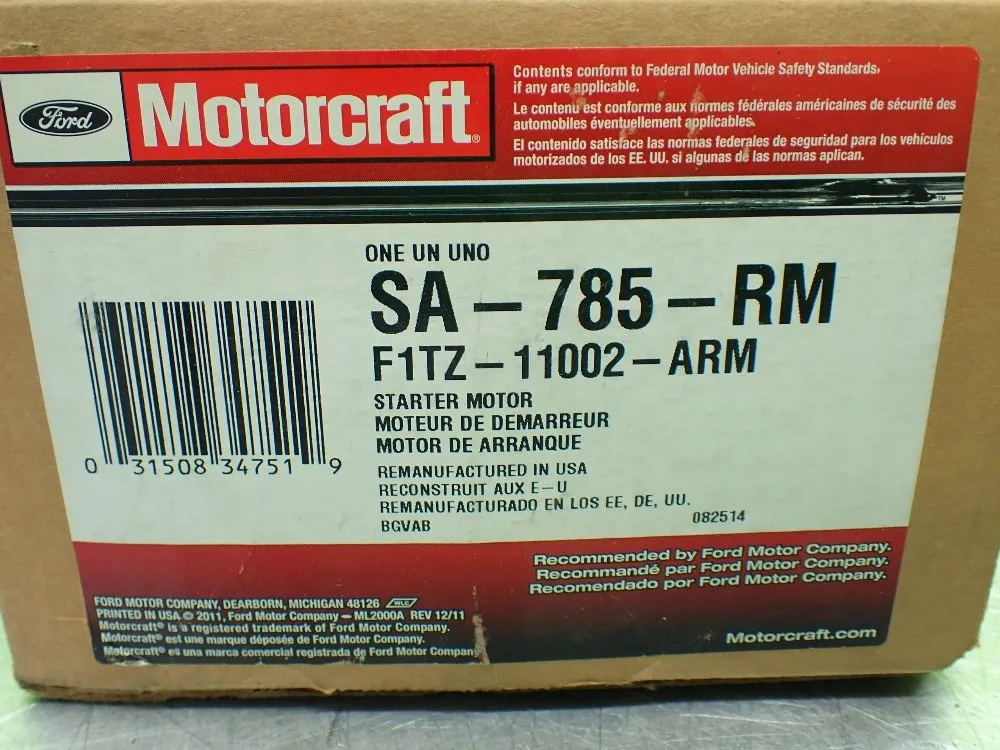 Ford
Motorcraft®
Contents conform to Federal Motor Vehicle Safety Standards,
if any are applicable.
Le contenu est conforme aux normes fédérales américaines de sécurité des
automobiles éventuellement applicables.
El contenido satisface las normas federales de seguridad para los vehículos
motorizados de los EE. UU. si algunas de las normas aplican.
TM
ONE UN UNO
SA-785-RM
F1TZ-11002-ARM
STARTER MOTOR
MOTEUR DE DEMARREUR
MOTOR DE ARRANQUE
0 31508 34751 9
REMANUFACTURED IN USA
RECONSTRUIT AUX E-U
REMANUFACTURADO EN LOS EE, DE, UU.
BGVAB 082514
Recommended by Ford Motor Company.
Recommandé par Ford Motor Company.
Recomendado por Ford Motor Company.
FORD MOTOR COMPANY, DEARBORN, MICHIGAN 48126 WLC
PRINTED IN USA © 2011, Ford Motor Company - ML2000A REV 12/11
Motorcraft® is a registered trademark of Ford Motor Company.
Motorcraft® est une marque déposée de Ford Motor Company.
Motorcraft® es una marca comercial registrada de Ford Motor Company
Motorcraft.com